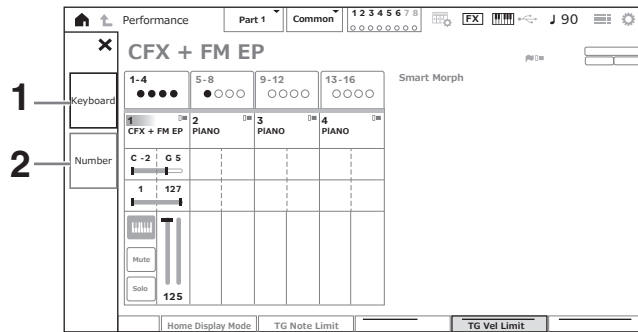 Performance
Part 1
Common
1 2 3 4 5 6 7 8
FX
♩ 90
CFX + FM EP
1-4
5-8
9-12
13-16
Smart Morph
1
Keyboard
2
Number
1
CFX + FM EP
2
PIANO
3
PIANO
4
PIANO
C -2
G 5
1
127
Mute
Solo
125
Home Display Mode
TG Note Limit
TG Vel Limit